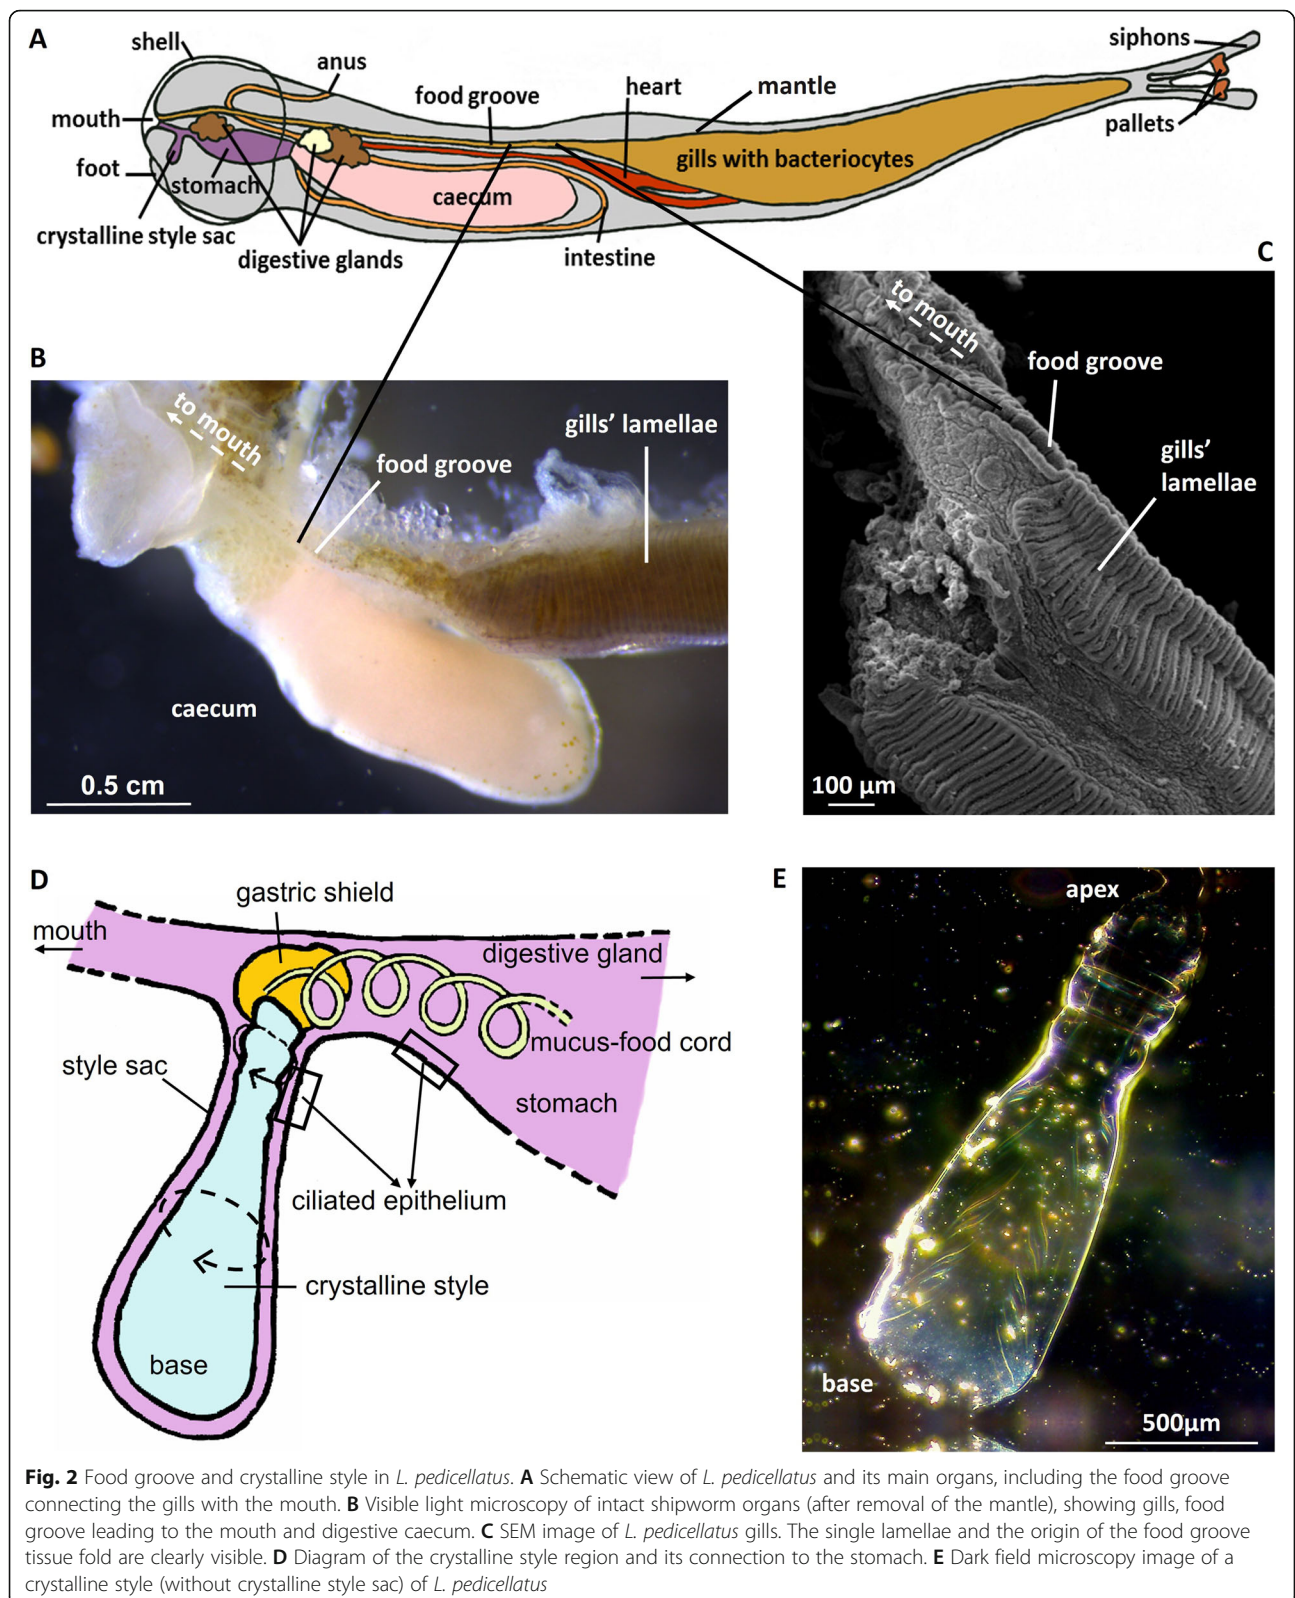 A
shell
anus
food groove
heart
mantle
siphons
mouth
gills with bacteriocytes
pallets
foot
stomach
caecum
crystalline style sac
digestive glands
intestine
C
to mouth
food groove
gills'
lamellae
100 µm
B
to mouth
gills' lamellae
food groove
caecum
0.5 cm
D
gastric shield
mouth
digestive gland
mucus-food cord
style sac
stomach
ciliated epithelium
crystalline style
base
E
apex
base
500µm
Fig. 2 Food groove and crystalline style in L. pedicellatus. A Schematic view of L. pedicellatus and its main organs, including the food groove
connecting the gills with the mouth. B Visible light microscopy of intact shipworm organs (after removal of the mantle), showing gills, food
groove leading to the mouth and digestive caecum. C SEM image of L. pedicellatus gills. The single lamellae and the origin of the food groove
tissue fold are clearly visible. D Diagram of the crystalline style region and its connection to the stomach. E Dark field microscopy image of a
crystalline style (without crystalline style sac) of L. pedicellatus